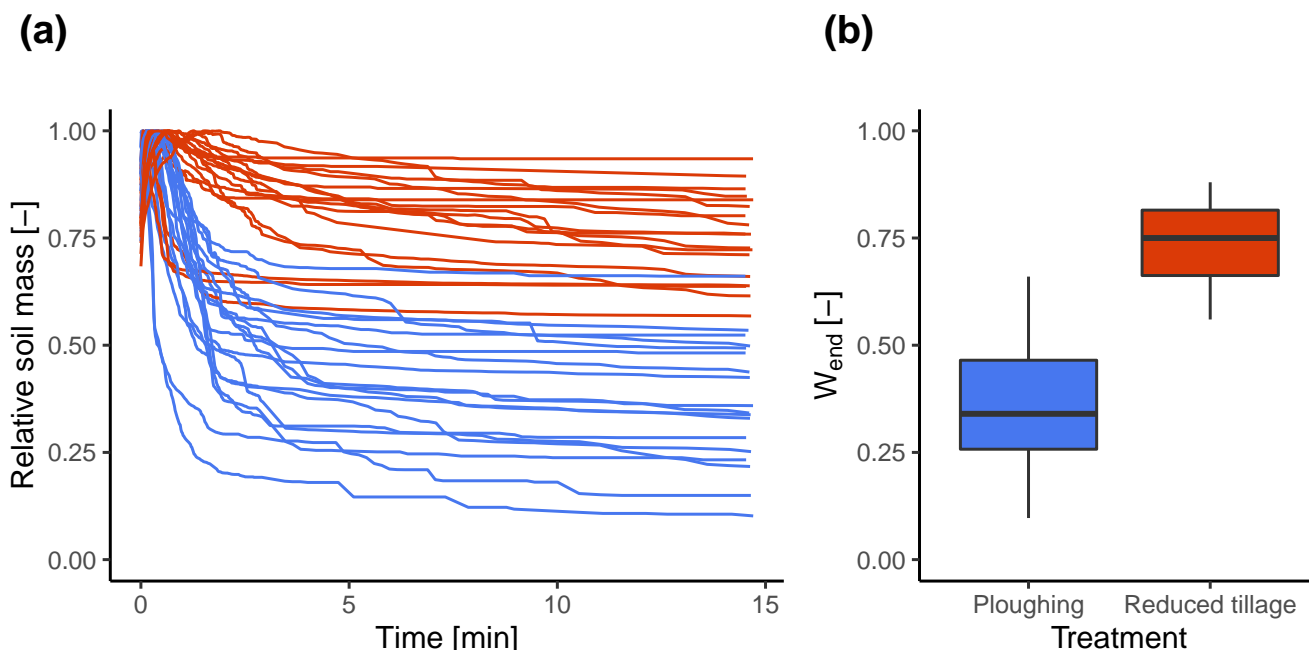 (a)
1.00
0.75
0.50
0.25
0.00
Relative soil mass [–]
0 5 10 15
Time [min]
(b)
1.00
0.75
0.50
0.25
0.00
Wend [–]
Ploughing Reduced tillage
Treatment